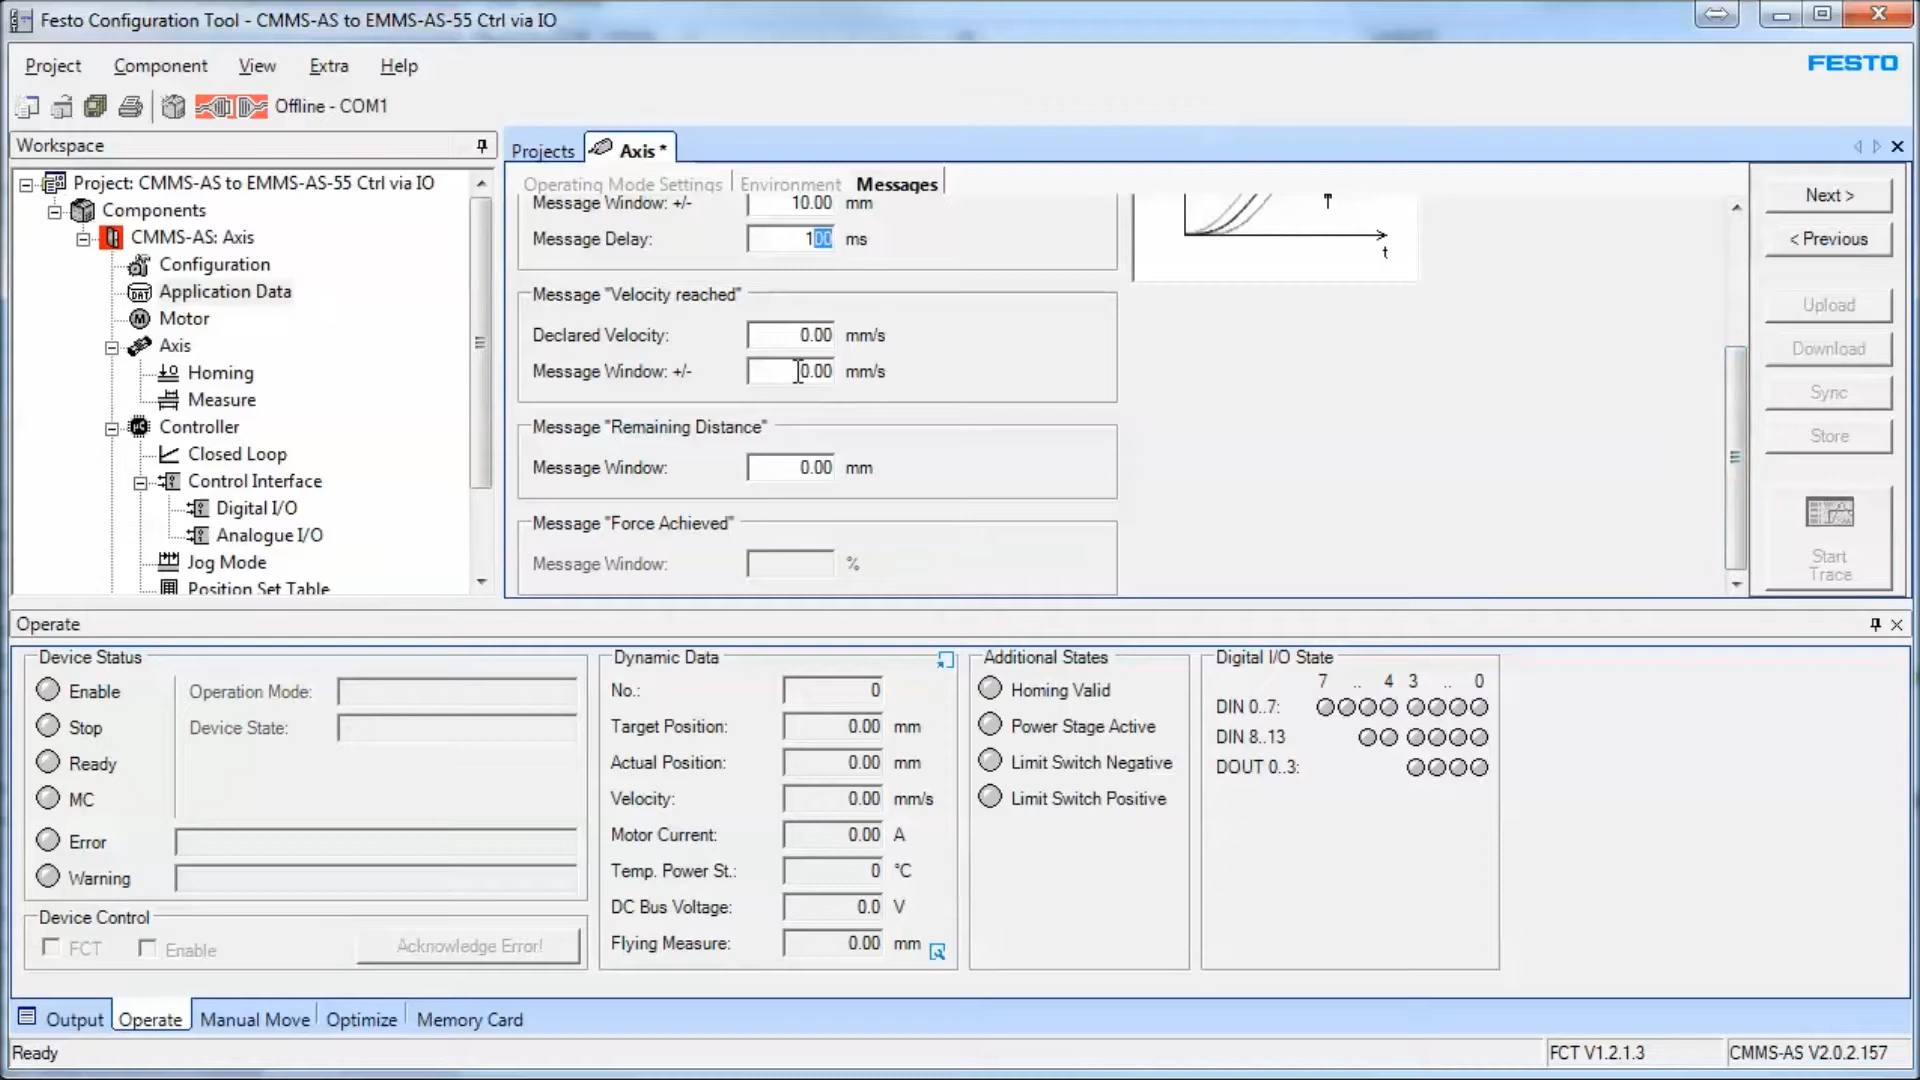 Festo Configuration Tool - CMMS-AS to EMMS-AS-55 Ctrl via IO
Project Component View Extra Help
FESTO
Offline - COM1
Workspace
Project: CMMS-AS to EMMS-AS-55 Ctrl via IO
Components
CMMS-AS: Axis
Configuration
DAT Application Data
M Motor
Axis
Homing
Measure
Controller
Closed Loop
Control Interface
Digital I/O
Analogue I/O
Jog Mode
Position Set Table
Projects Axis *
Operating Mode Settings Environment Messages
Message Window: +/- 10.00 mm
Message Delay: 100 ms
t
Message "Velocity reached"
Declared Velocity: 0.00 mm/s
Message Window: +/- 0.00 mm/s
Message "Remaining Distance"
Message Window: 0.00 mm
Message "Force Achieved"
Message Window: %
Next >
< Previous
Upload
Download
Sync
Store
Start
Trace
Operate
Device Status
Enable
Stop
Ready
MC
Error
Warning
Operation Mode:
Device State:
Device Control
FCT Enable Acknowledge Error!
Dynamic Data
No.: 0
Target Position: 0.00 mm
Actual Position: 0.00 mm
Velocity: 0.00 mm/s
Motor Current: 0.00 A
Temp. Power St.: 0 °C
DC Bus Voltage: 0.0 V
Flying Measure: 0.00 mm
Additional States
Homing Valid
Power Stage Active
Limit Switch Negative
Limit Switch Positive
Digital I/O State
7 .. 4 3 .. 0
DIN 0..7:
DIN 8..13
DOUT 0..3:
Output Operate Manual Move Optimize Memory Card
Ready
FCT V1.2.1.3
CMMS-AS V2.0.2.157